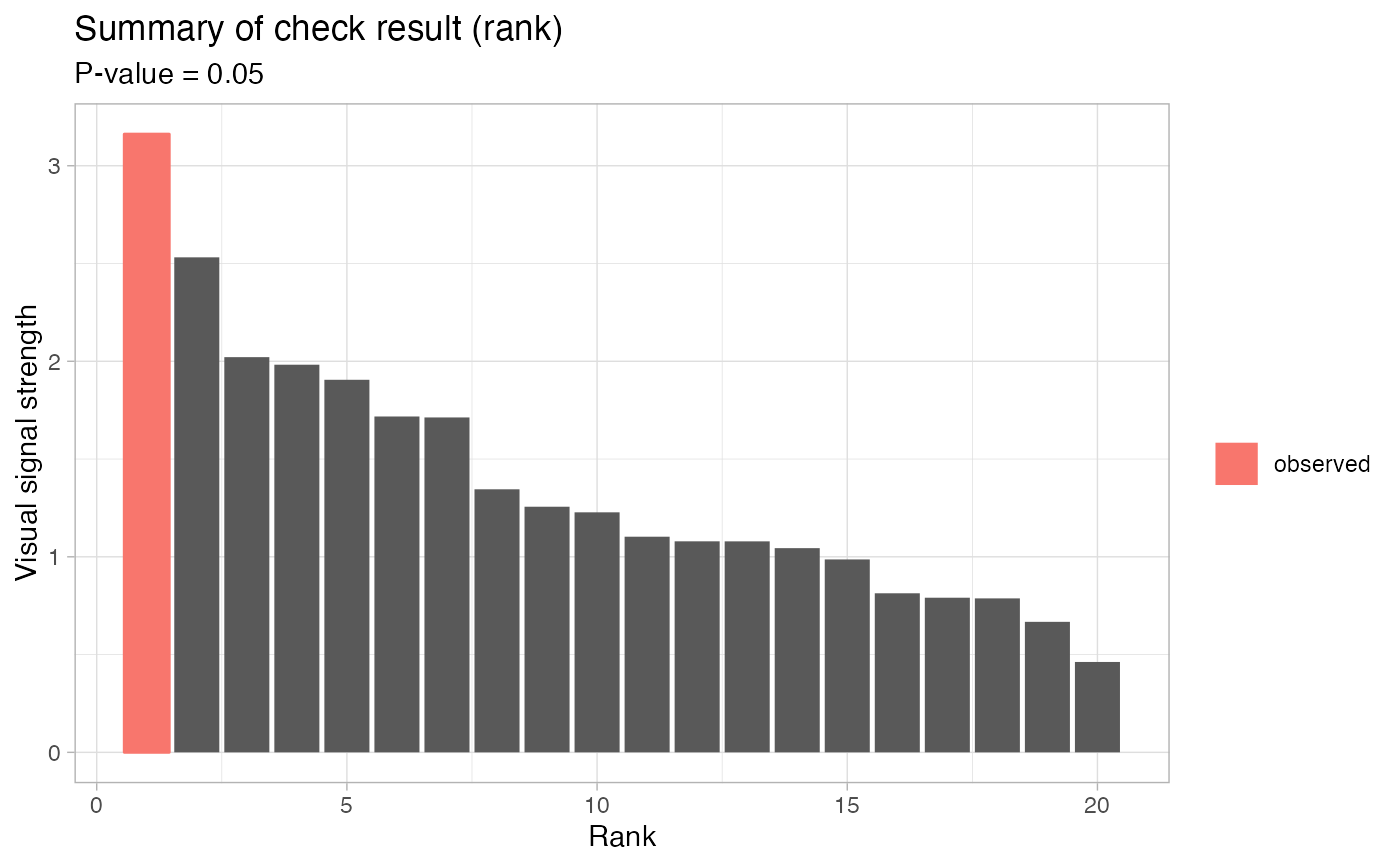 Summary of check result (rank)
P-value = 0.05
Visual signal strength
3
2
1
0
0 5 10 15 20
Rank
observed